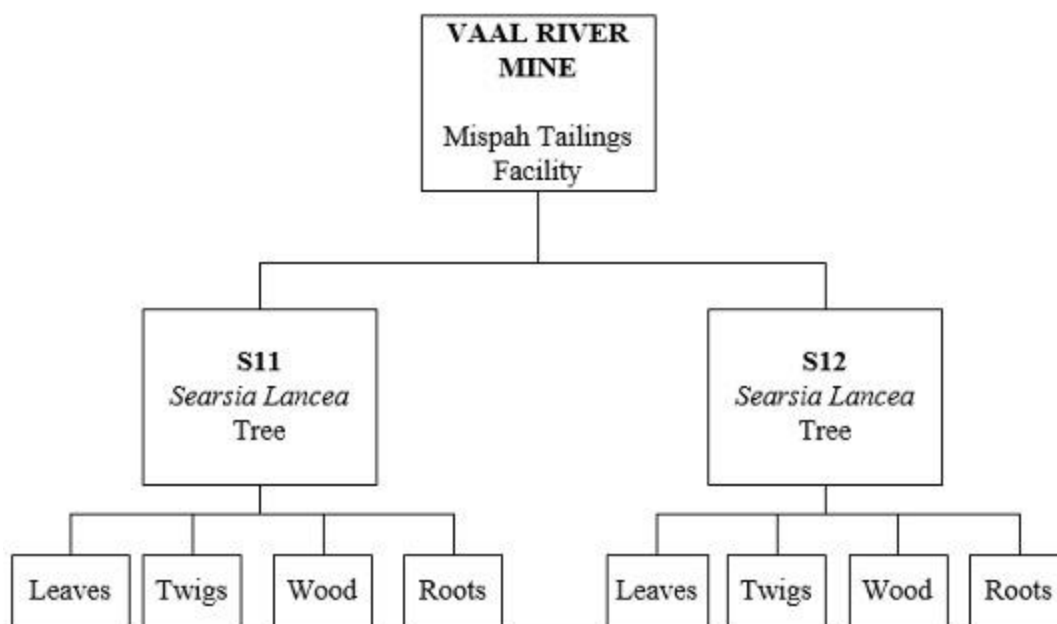 VAAL RIVER
MINE
Mispah Tailings
Facility
S11
Searsia Lancea
Tree
S12
Searsia Lancea
Tree
Leaves
Twigs
Wood
Roots
Leaves
Twigs
Wood
Roots